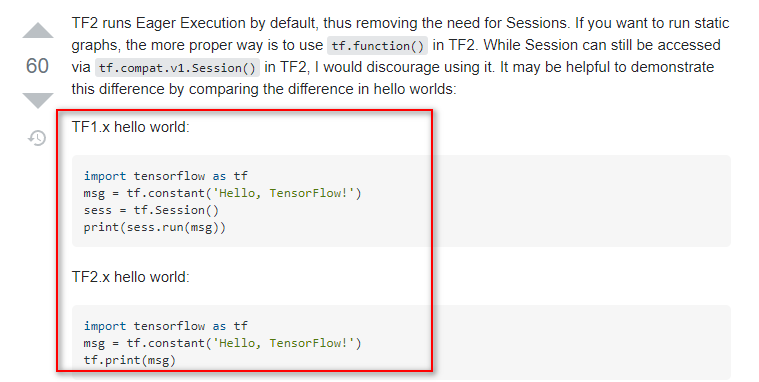 TF2 runs Eager Execution by default, thus removing the need for Sessions. If you want to run static
graphs, the more proper way is to use tf.function() in TF2. While Session can still be accessed
60
via tf.compat.v1.Session() in TF2, I would discourage using it. It may be helpful to demonstrate
this difference by comparing the difference in hello worlds:
TF1.x hello world:
import tensorflow as tf
msg = tf.constant('Hello, TensorFlow!')
sess = tf.Session()
print(sess.run(msg))
TF2.x hello world:
import tensorflow as tf
msg = tf.constant('Hello, TensorFlow!')
tf.print(msg)